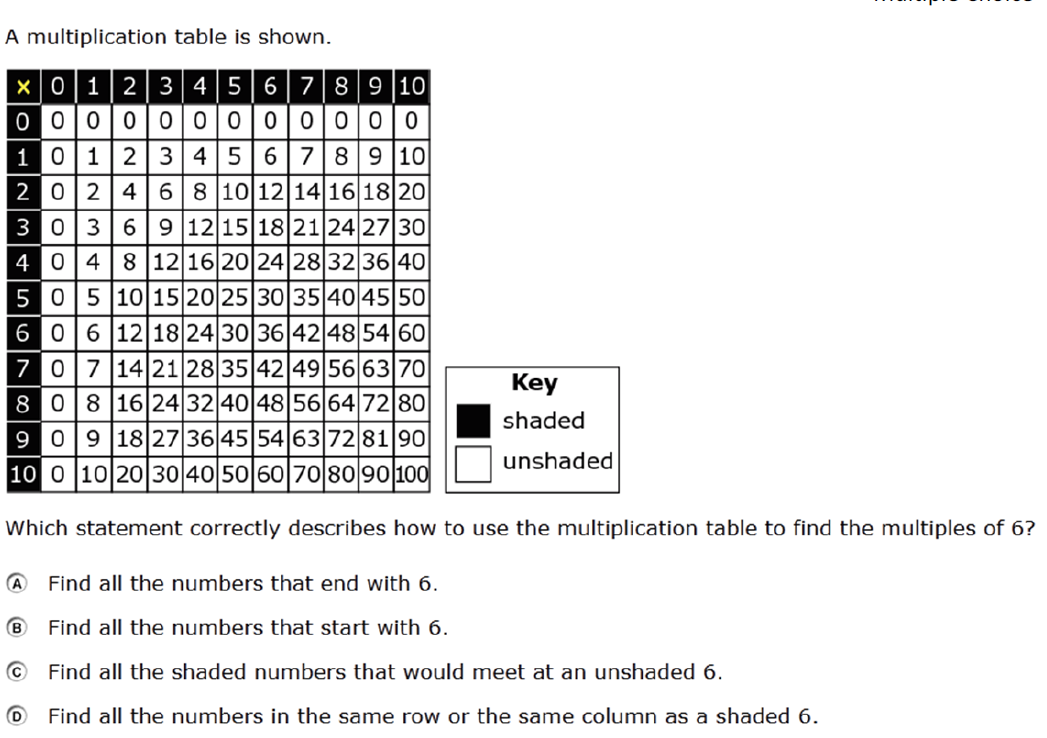 A multiplication table is shown.
× 0 1 2 3 4 5 6 7 8 9 10
0 0 0 0 0 0 0 0 0 0 0 0
1 0 1 2 3 4 5 6 7 8 9 10
2 0 2 4 6 8 10 12 14 16 18 20
3 0 3 6 9 12 15 18 21 24 27 30
4 0 4 8 12 16 20 24 28 32 36 40
5 0 5 10 15 20 25 30 35 40 45 50
6 0 6 12 18 24 30 36 42 48 54 60
7 0 7 14 21 28 35 42 49 56 63 70
8 0 8 16 24 32 40 48 56 64 72 80
9 0 9 18 27 36 45 54 63 72 81 90
10 0 10 20 30 40 50 60 70 80 90 100
Key
shaded
unshaded
Which statement correctly describes how to use the multiplication table to find the multiples of 6?
A Find all the numbers that end with 6.
B Find all the numbers that start with 6.
C Find all the shaded numbers that would meet at an unshaded 6.
D Find all the numbers in the same row or the same column as a shaded 6.